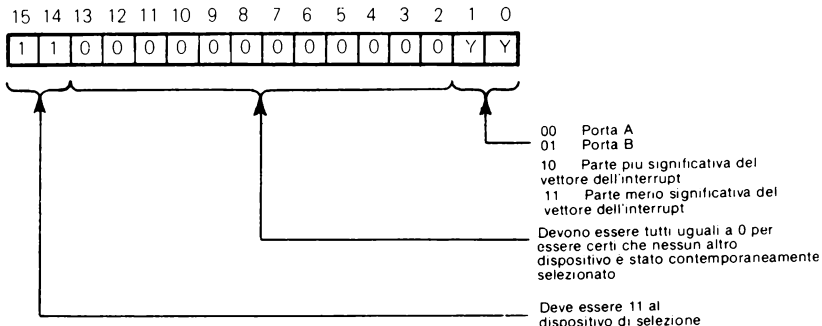 15 14 13 12 11 10 9 8 7 6 5 4 3 2 1 0
1 1 0 0 0 0 0 0 0 0 0 0 0 0 Y Y
00 Porta A
01 Porta B
10 Parte più significativa del
vettore dell'interrupt
11 Parte meno significativa del
vettore dell'interrupt
Devono essere tutti uguali a 0 per
essere certi che nessun altro
dispositivo è stato contemporaneamente
selezionato
Deve essere 11 al
dispositivo di selezione